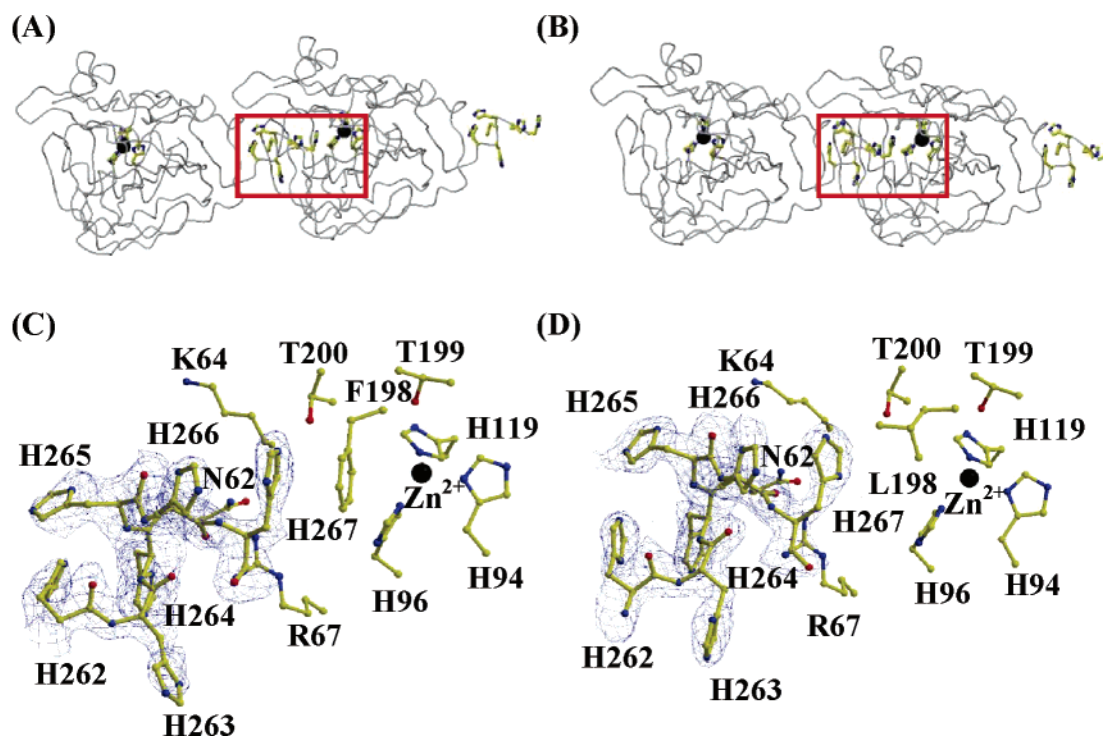 (A)
(B)
(C)
K64
T200
T199
F198
H265
H266
H119
N62
Zn2+
H267
H264
H96
H94
H262
R67
H263
(D)
K64
T200
T199
H266
H265
H119
N62
L198
Zn2+
H267
H264
H96
H94
H262
R67
H263